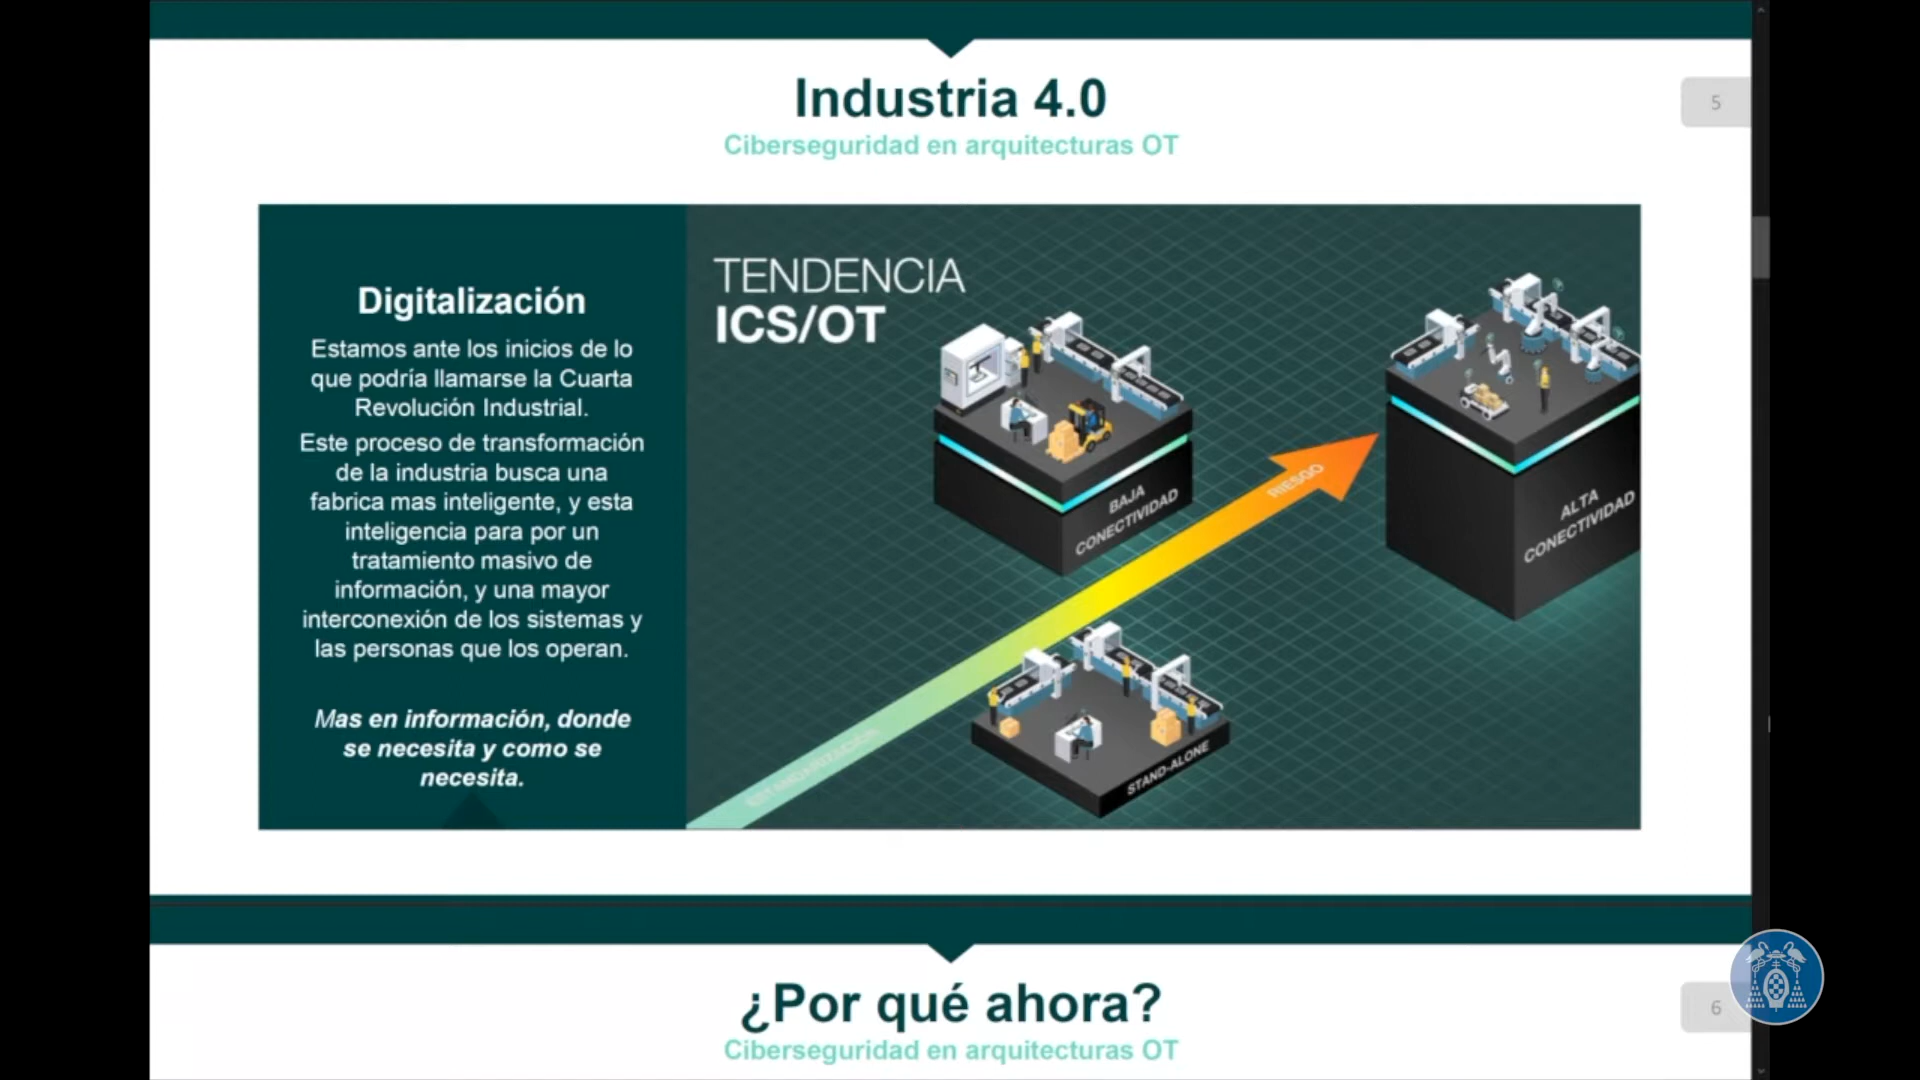 Industria 4.0
Ciberseguridad en arquitecturas OT
5
Digitalización
Estamos ante los inicios de lo
que podría llamarse la Cuarta
Revolución Industrial.
Este proceso de transformación
de la industria busca una
fabrica mas inteligente, y esta
inteligencia para por un
tratamiento masivo de
información, y una mayor
interconexión de los sistemas y
las personas que los operan.
Mas en información, donde
se necesita y como se
necesita.
TENDENCIA
ICS/OT
BAJA
CONECTIVIDAD
ALTA
CONECTIVIDAD
RIESGO
STAND-ALONE
¿Por qué ahora?
Ciberseguridad en arquitecturas OT
6